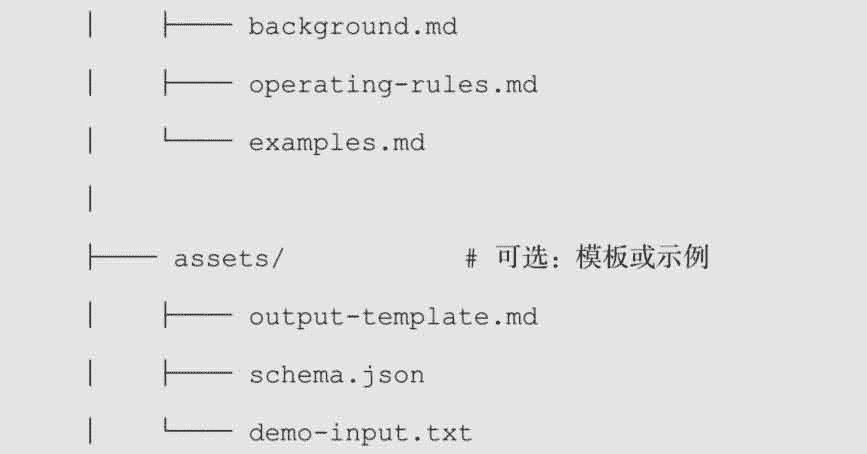 │   ├── background.md
│   ├── operating-rules.md
│   └── examples.md
│
├── assets/          # 可选：模板或示例
│   ├── output-template.md
│   ├── schema.json
│   └── demo-input.txt